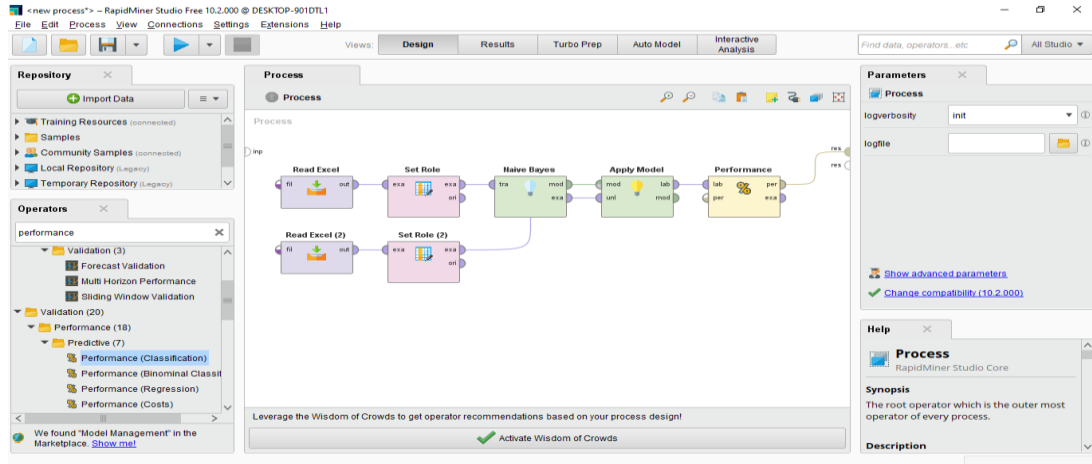 <new process*> – RapidMiner Studio Free 10.2.000 @ DESKTOP-901DTL1
File Edit Process View Connections Settings Extensions Help
Views: Design Results Turbo Prep Auto Model Interactive Analysis
Find data, operators...etc
All Studio
Repository
Import Data
Training Resources (connected)
Samples
Community Samples (connected)
Local Repository (Legacy)
Temporary Repository (Legacy)
Operators
performance
Validation (3)
Forecast Validation
Multi Horizon Performance
Sliding Window Validation
Validation (20)
Performance (18)
Predictive (7)
Performance (Classification)
Performance (Binominal Classif
Performance (Regression)
Performance (Costs)
We found "Model Management" in the
Marketplace. Show me!
Process
Process
Process
inp
res
res
Read Excel
fil out
Set Role
exa exa
ori
Naive Bayes
tra mod
exa
Apply Model
mod lab
unl mod
Performance
lab per
per exa
Read Excel (2)
fil out
Set Role (2)
exa exa
ori
Leverage the Wisdom of Crowds to get operator recommendations based on your process design!
Activate Wisdom of Crowds
Parameters
Process
logverbosity init
logfile
Show advanced parameters
Change compatibility (10.2.000)
Help
Process
RapidMiner Studio Core
Synopsis
The root operator which is the outer most
operator of every process.
Description